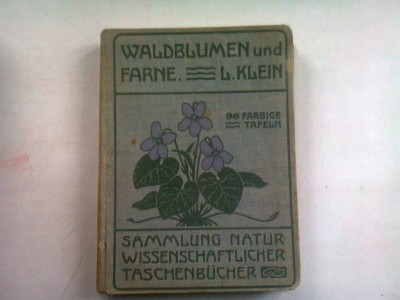 WALDBLUMEN und
FARNE. L. KLEIN
96 FARBIGE
TAFELN
SAMMLUNG NATUR-
WISSENSCHAFTLICHER
TASCHENBÜCHER